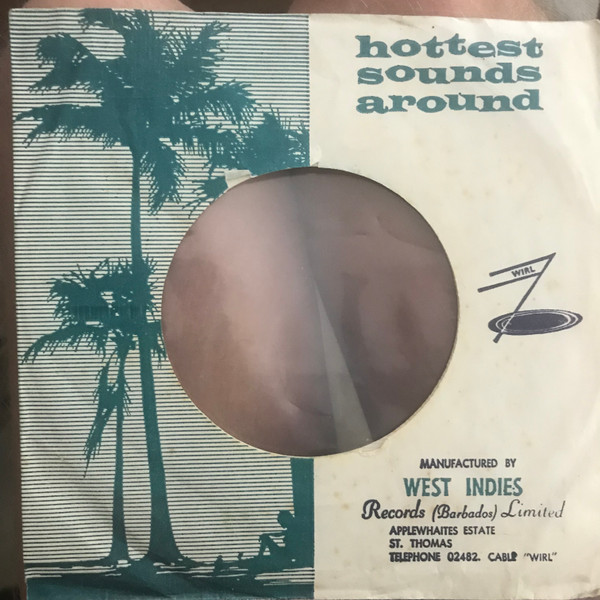 hottest
sounds
around
WIRL
MANUFACTURED BY
WEST INDIES
Records (Barbados) Limited
APPLEWHAITES ESTATE
ST. THOMAS
TELEPHONE 02482. CABLE "WIRL"